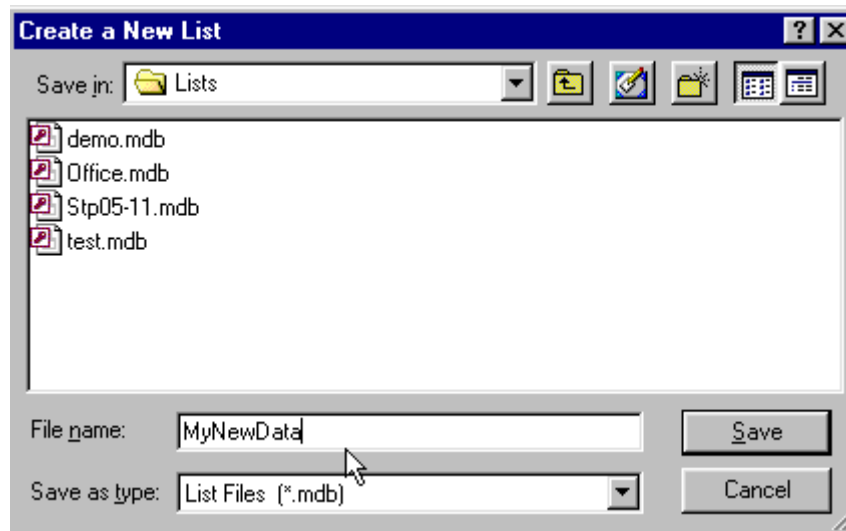 Create a New List
Save in: Lists
demo.mdb
Office.mdb
Stp05-11.mdb
test.mdb
File name: MyNewData Save
Save as type: List Files (*.mdb) Cancel